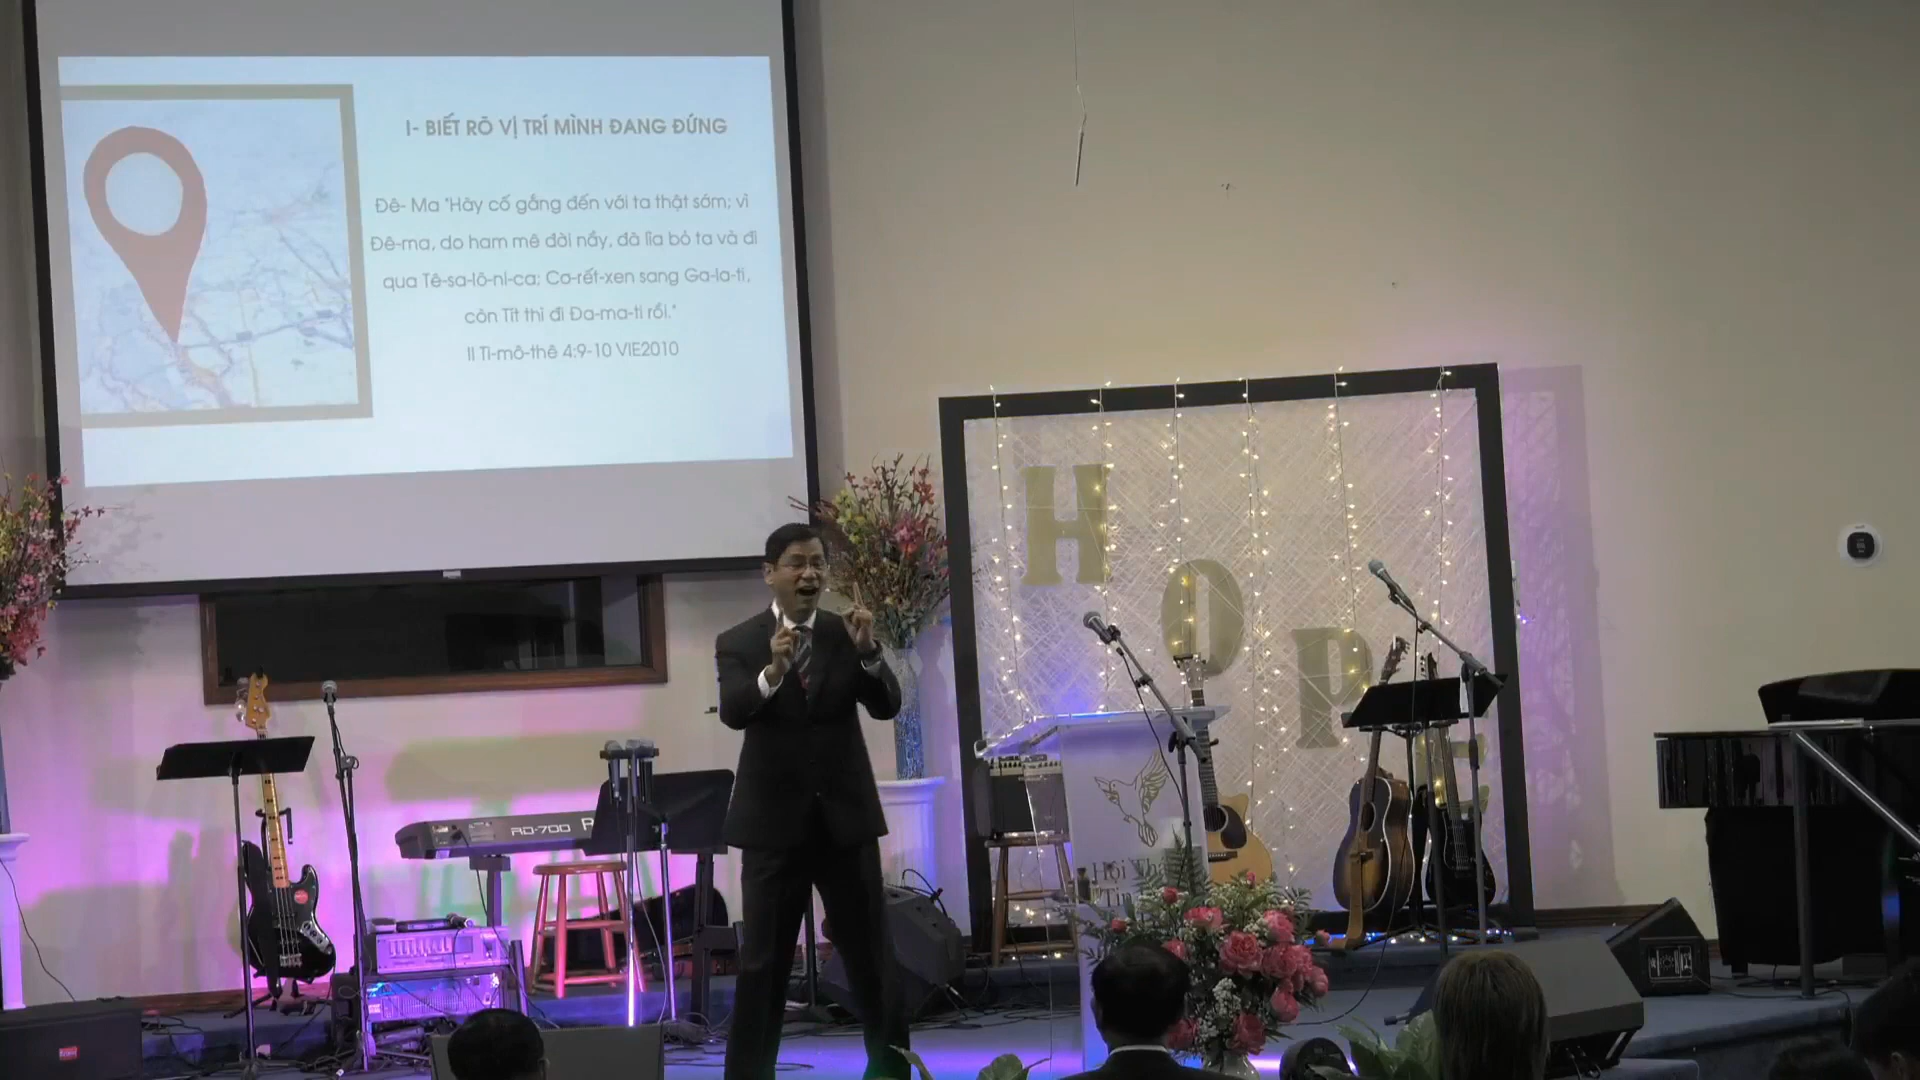 I- BIẾT RÕ VỊ TRÍ MÌNH ĐANG ĐỨNG
Đê- Ma "Hãy cố gắng đến với ta thật sớm; vì
Đê-ma, do ham mê đời nầy, đã lìa bỏ ta và đi
qua Tê-sa-lô-ni-ca; Cơ-rết-xen sang Ga-la-ti,
còn Tít thì đi Đa-ma-ti rồi."
II Ti-mô-thê 4:9-10 VIE2010
H
O
P
E
RD-700
Hội Thá
Tin